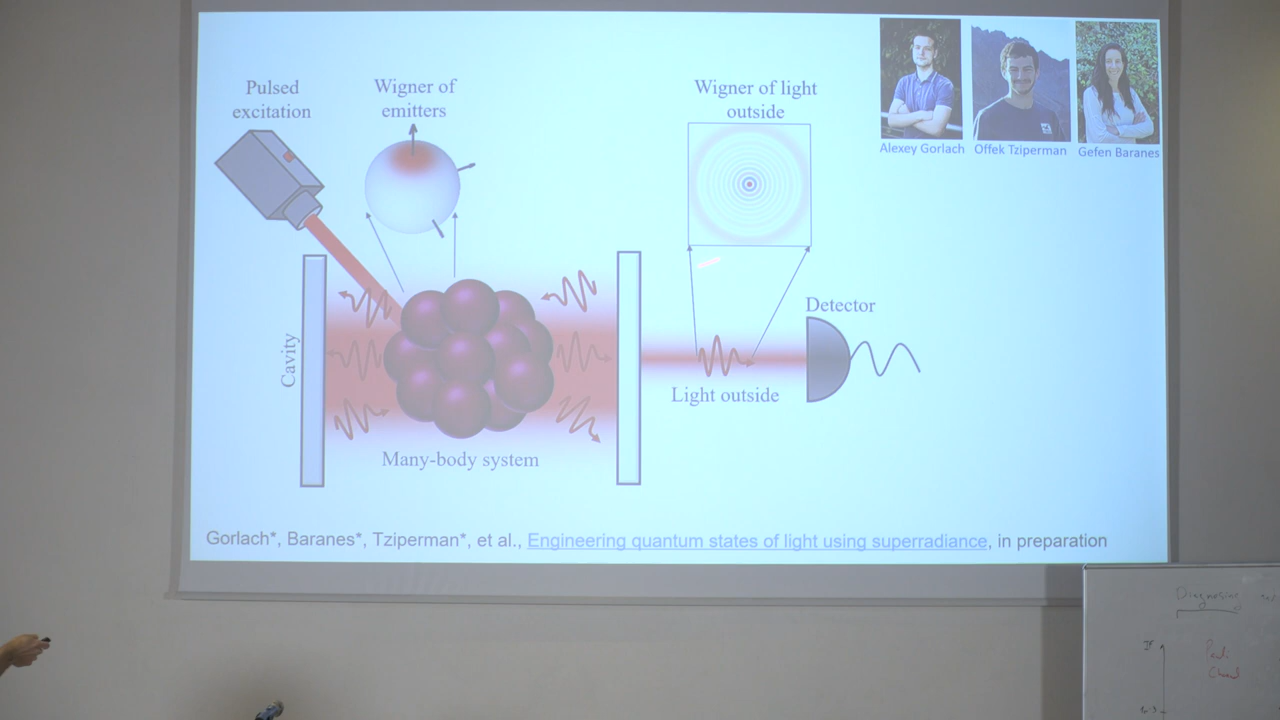 Pulsed
excitation
Wigner of
emitters
Wigner of light
outside
Alexey Gorlach
Offek Tziperman
Gefen Baranes
Cavity
Detector
Light outside
Many-body system
Gorlach*, Baranes*, Tziperman*, et al., Engineering quantum states of light using superradiance, in preparation
Diagnosing